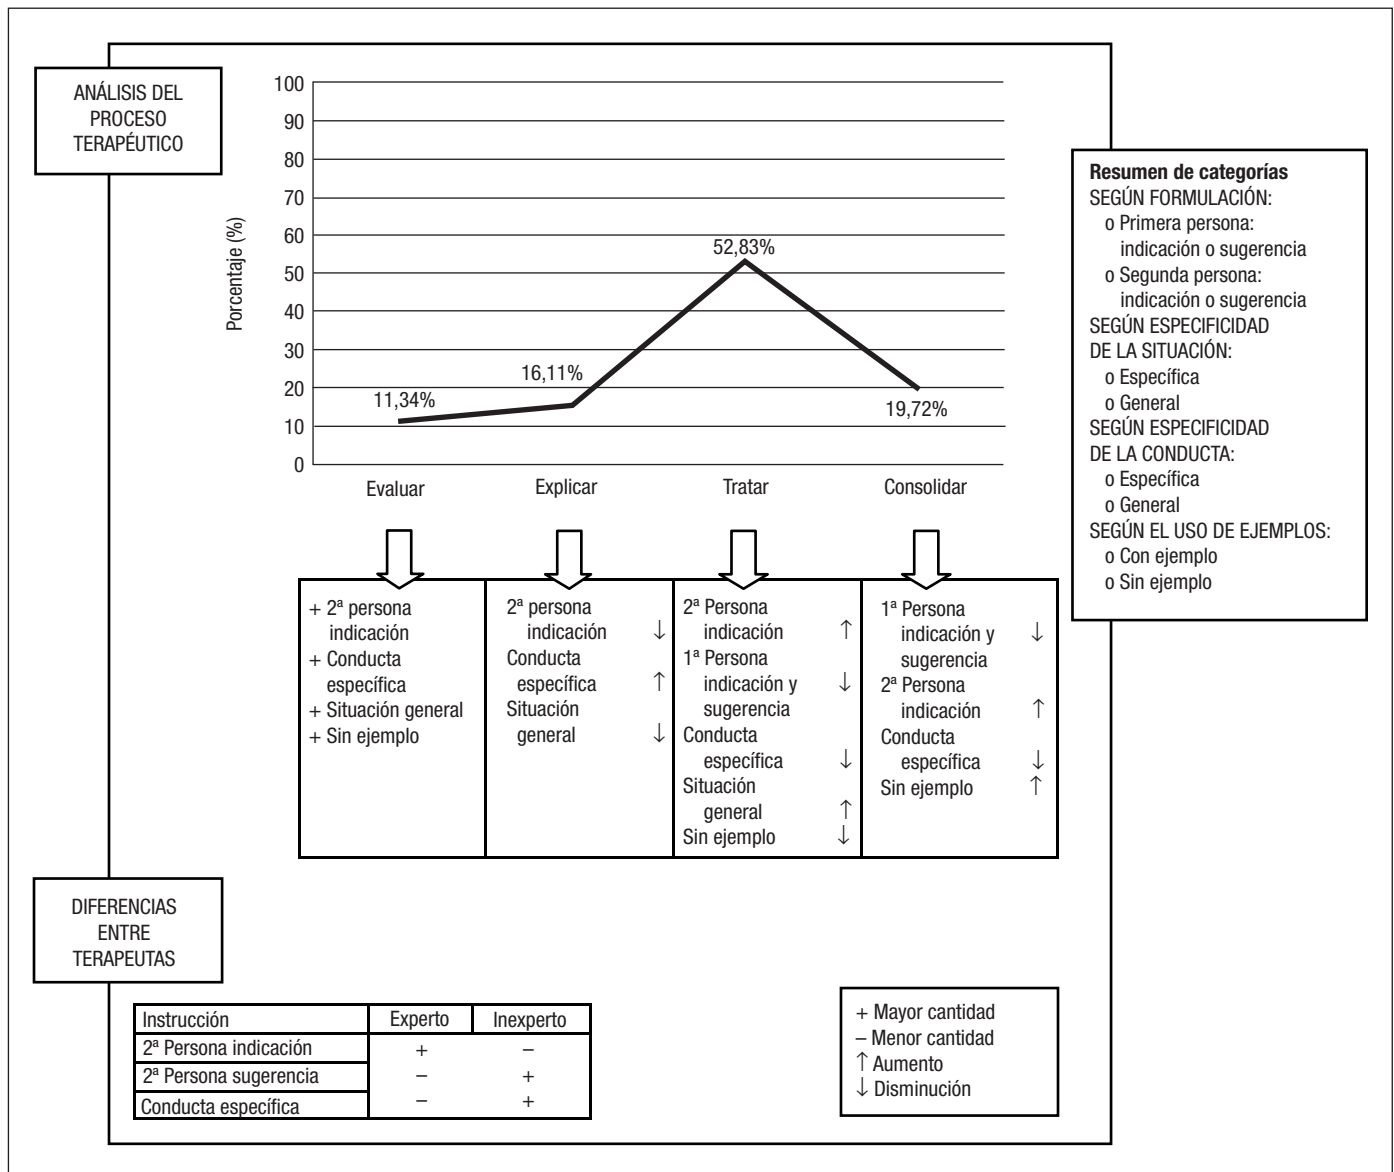 ANÁLISIS DEL
PROCESO
TERAPÉUTICO
Porcentaje (%)
100
90
80
70
60
50
40
30
20
10
0
11,34%
16,11%
52,83%
19,72%
Evaluar
Explicar
Tratar
Consolidar
+ 2ª persona
indicación
+ Conducta
específica
+ Situación general
+ Sin ejemplo
2ª persona
indicación ↓
Conducta
específica ↑
Situación
general ↓
2ª Persona
indicación ↑
1ª Persona
indicación y ↓
sugerencia
Conducta
específica ↓
Situación
general ↑
Sin ejemplo ↓
1ª Persona
indicación y ↓
sugerencia
2ª Persona
indicación ↑
Conducta
específica ↓
Sin ejemplo ↑
Resumen de categorías
SEGÚN FORMULACIÓN:
o Primera persona:
indicación o sugerencia
o Segunda persona:
indicación o sugerencia
SEGÚN ESPECIFICIDAD
DE LA SITUACIÓN:
o Específica
o General
SEGÚN ESPECIFICIDAD
DE LA CONDUCTA:
o Específica
o General
SEGÚN EL USO DE EJEMPLOS:
o Con ejemplo
o Sin ejemplo
DIFERENCIAS
ENTRE
TERAPEUTAS
Instrucción Experto Inexperto
2ª Persona indicación + –
2ª Persona sugerencia – +
Conducta específica – +
+ Mayor cantidad
– Menor cantidad
↑ Aumento
↓ Disminución